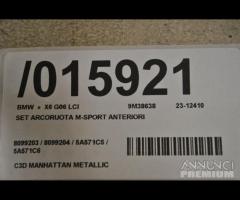 /015921
BMW * X6 G06 LCI 9M38638 23-12410
SET ARCORUOTA M-SPORT ANTERIORI
8099203 / 8099204 / 5A571C5 /
5A571C6
C3D MANHATTAN METALLIC
ANNUNCI
PREMIUM